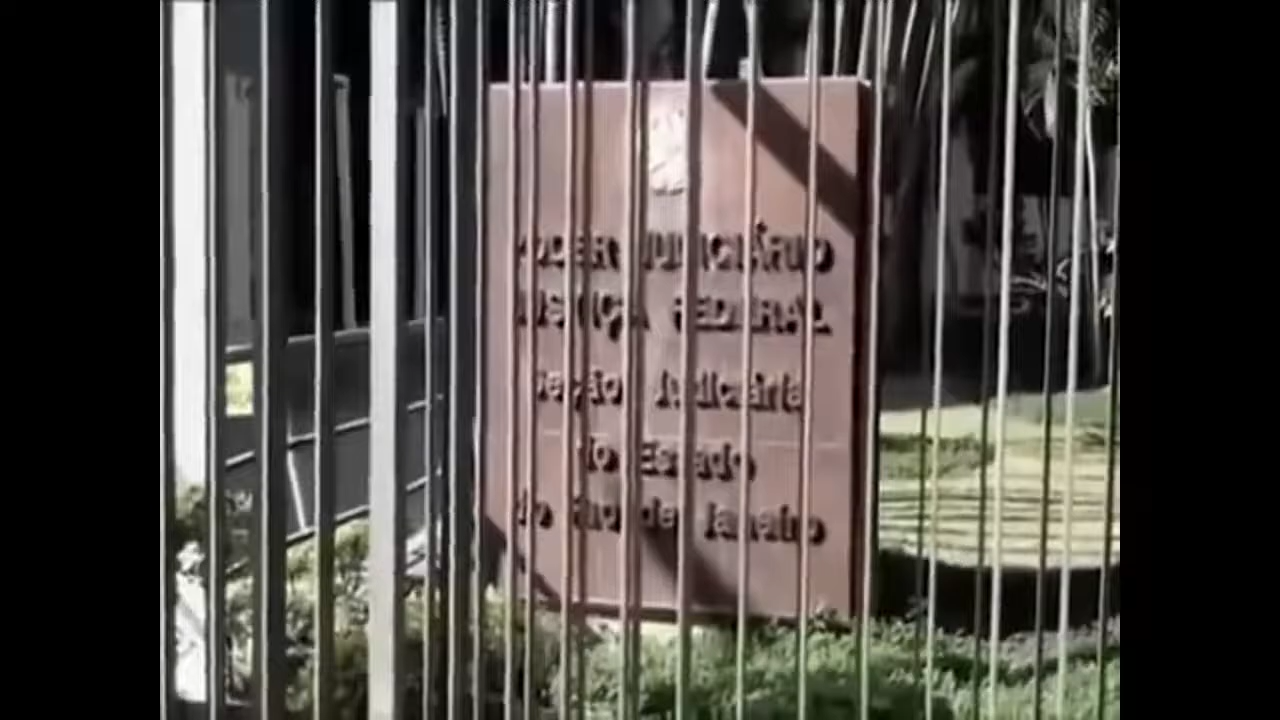 PODER JUDICIÁRIO
JUSTIÇA FEDERAL
Seção Judiciária
do Estado
do Rio de Janeiro